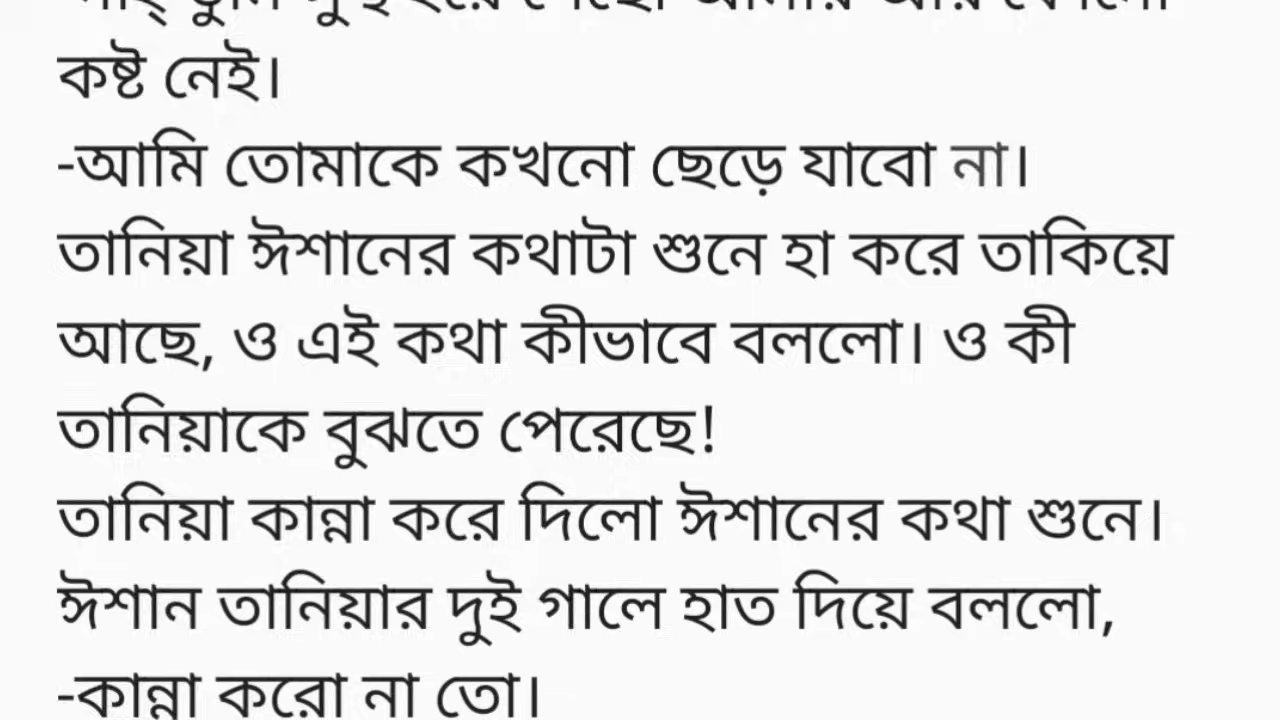 কষ্ট নেই।
-আমি তোমাকে কখনো ছেড়ে যাবো না।
তানিয়া ঈশানের কথাটা শুনে হা করে তাকিয়ে
আছে, ও এই কথা কীভাবে বললো। ও কী
তানিয়াকে বুঝতে পেরেছে!
তানিয়া কান্না করে দিলো ঈশানের কথা শুনে।
ঈশান তানিয়ার দুই গালে হাত দিয়ে বললো,
-কান্না করো না তো।